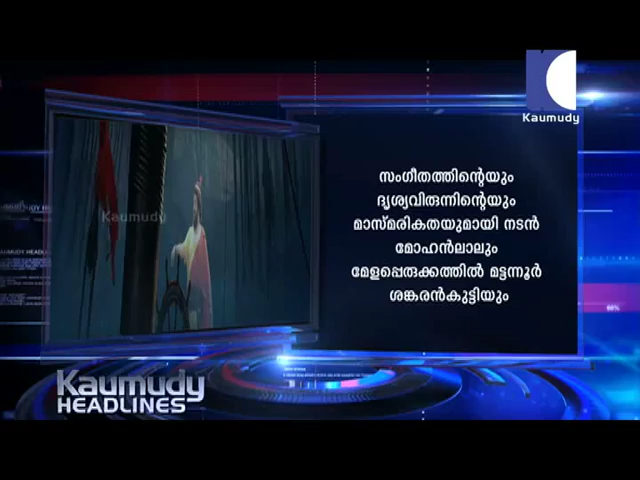 Kaumudy
Kaumudy
സംഗീതത്തിന്റെയും
ദൃശ്യവിരുന്നിന്റെയും
മാസ്മരികതയുമായി നടൻ
മോഹൻലാലും
മേളപ്പെരുക്കത്തിൽ മട്ടന്നൂർ
ശങ്കരൻകുട്ടിയും
Kaumudy
HEADLINES